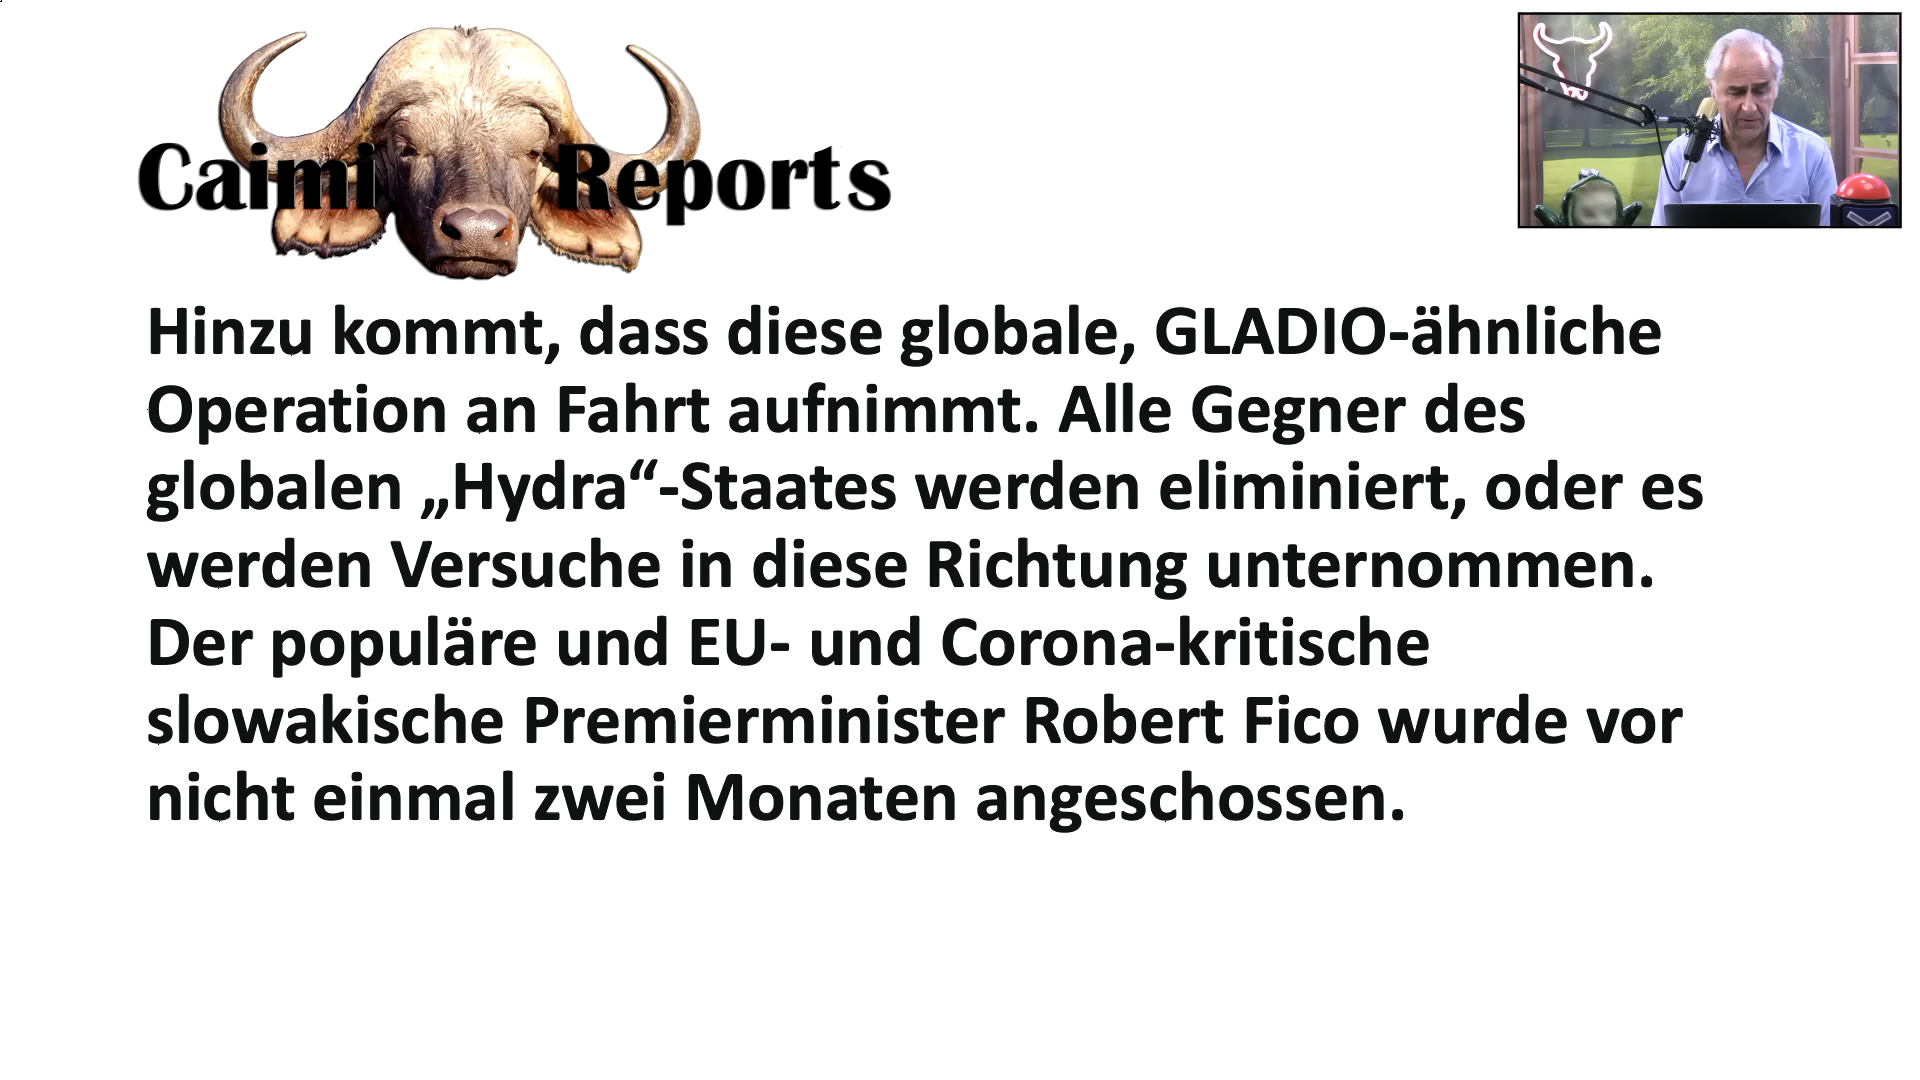 Caimi Reports
Hinzu kommt, dass diese globale, GLADIO-ähnliche
Operation an Fahrt aufnimmt. Alle Gegner des
globalen „Hydra“-Staates werden eliminiert, oder es
werden Versuche in diese Richtung unternommen.
Der populäre und EU- und Corona-kritische
slowakische Premierminister Robert Fico wurde vor
nicht einmal zwei Monaten angeschossen.